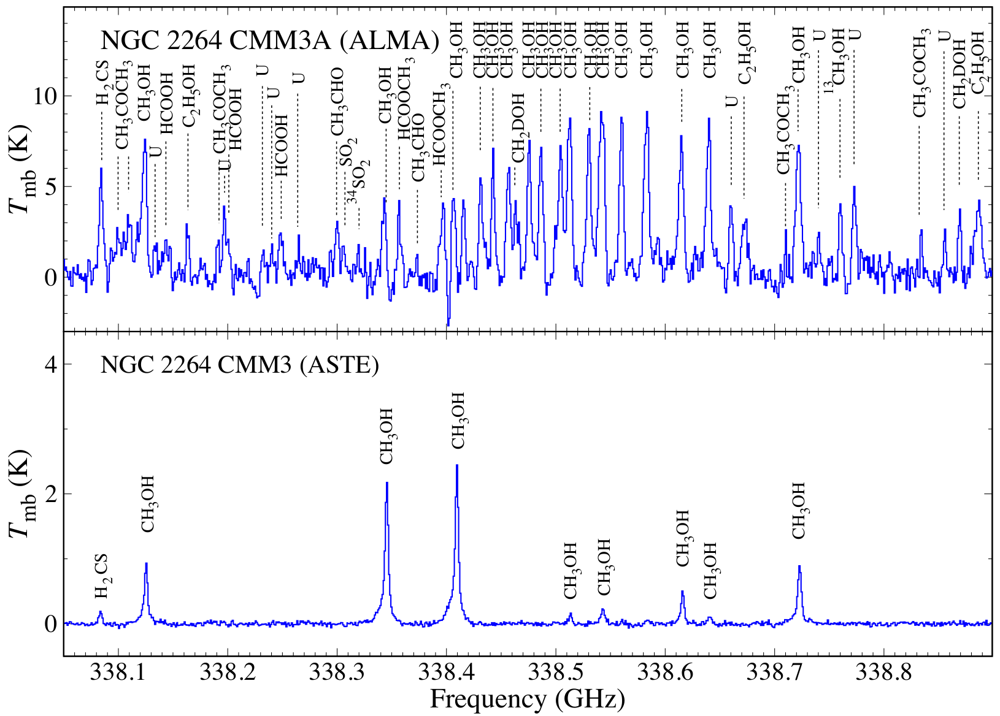 NGC 2264 CMM3A (ALMA)
H2CS
CH3COCH3
CH3OH
U
HCOOH
C2H5OH
CH3COCH3
U
HCOOH
U
U
HCOOH
U
CH3CHO
SO2
34SO2
CH3OH
HCOOCH3
CH3CHO
HCOOCH3
CH3OH
CH3OH
CH3OH
CH3OH
CH2DOH
CH3OH
CH3OH
CH3OH
CH3OH
CH3OH
CH3OH
CH3OH
CH3OH
CH3OH
CH3OH
U
C2H5OH
CH3COCH3
CH3OH
U
13CH3OH
U
CH3COCH3
U
CH2DOH
C2H5OH
10
5
0
Tmb (K)
NGC 2264 CMM3 (ASTE)
H2CS
CH3OH
CH3OH
CH3OH
CH3OH
CH3OH
CH3OH
CH3OH
CH3OH
4
2
0
Tmb (K)
338.1 338.2 338.3 338.4 338.5 338.6 338.7 338.8
Frequency (GHz)